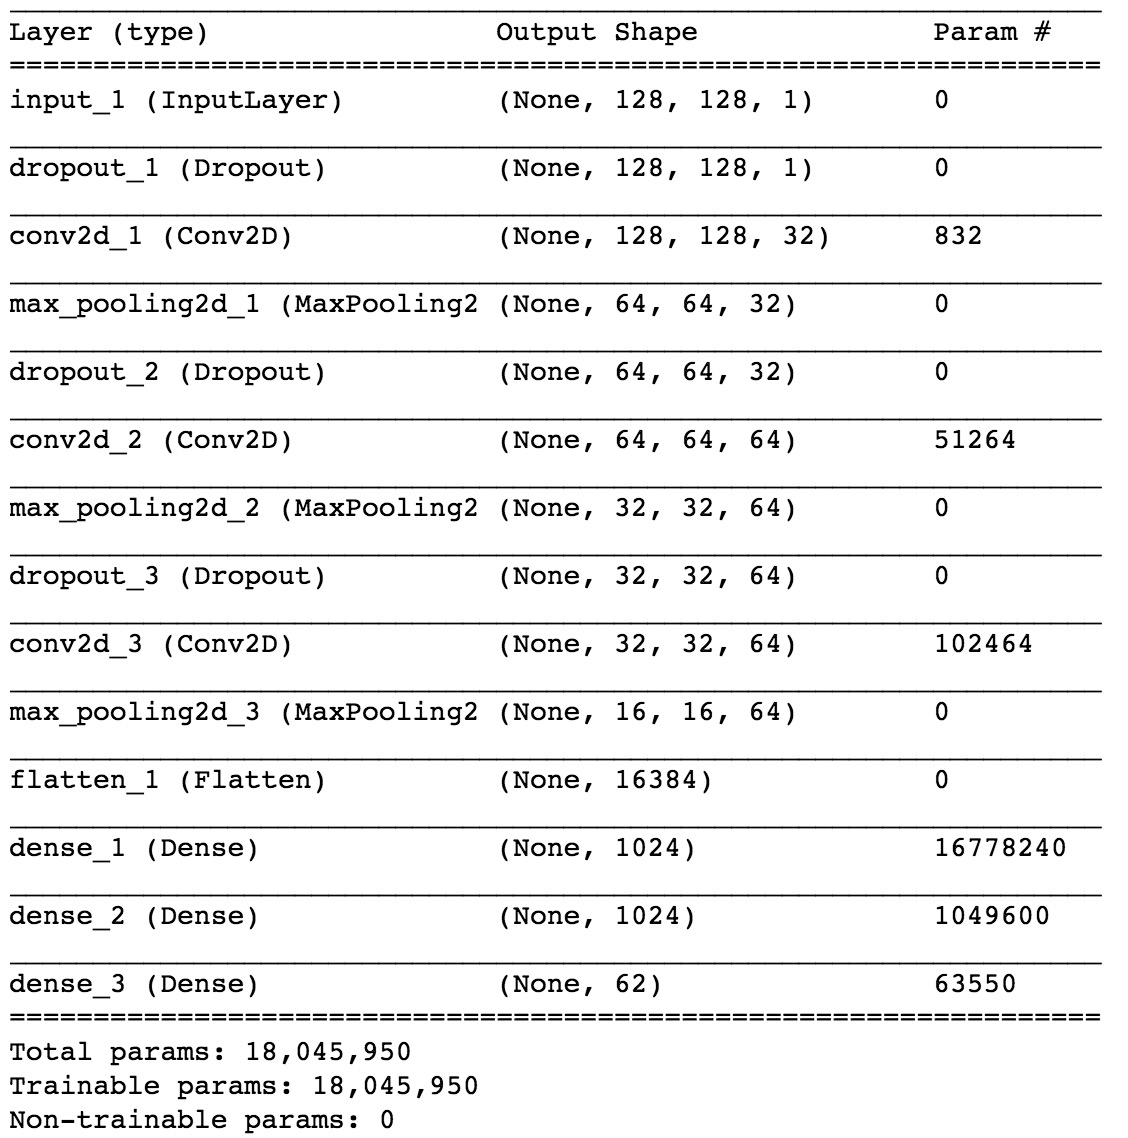 Layer (type) Output Shape Param #
input_1 (InputLayer) (None, 128, 128, 1) 0
dropout_1 (Dropout) (None, 128, 128, 1) 0
conv2d_1 (Conv2D) (None, 128, 128, 32) 832
max_pooling2d_1 (MaxPooling2 (None, 64, 64, 32) 0
dropout_2 (Dropout) (None, 64, 64, 32) 0
conv2d_2 (Conv2D) (None, 64, 64, 64) 51264
max_pooling2d_2 (MaxPooling2 (None, 32, 32, 64) 0
dropout_3 (Dropout) (None, 32, 32, 64) 0
conv2d_3 (Conv2D) (None, 32, 32, 64) 102464
max_pooling2d_3 (MaxPooling2 (None, 16, 16, 64) 0
flatten_1 (Flatten) (None, 16384) 0
dense_1 (Dense) (None, 1024) 16778240
dense_2 (Dense) (None, 1024) 1049600
dense_3 (Dense) (None, 62) 63550
Total params: 18,045,950
Trainable params: 18,045,950
Non-trainable params: 0